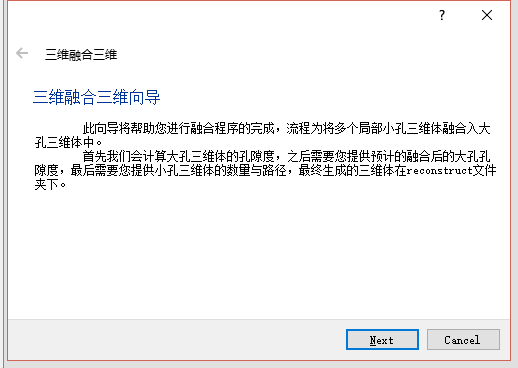 ?
三维融合三维
三维融合三维向导
此向导将帮助您进行融合程序的完成，流程为将多个局部小孔三维体融合入大
孔三维体中。
首先我们会计算大孔三维体的孔隙度，之后需要您提供预计的融合后的大孔孔
隙度，最后需要您提供小孔三维体的数量与路径，最终生成的三维体在reconstruct文件
夹下。
Next
Cancel